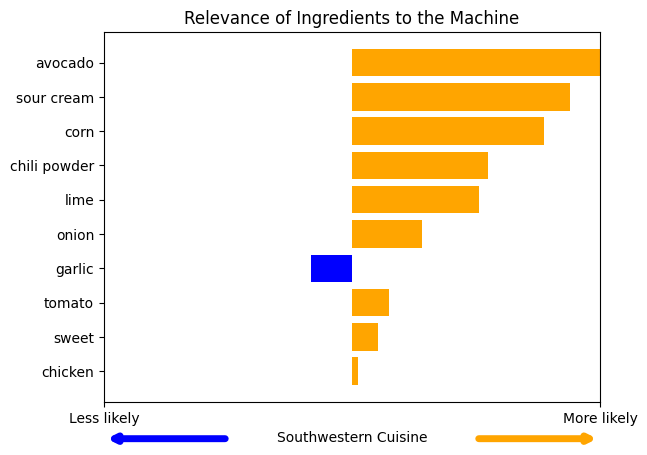 Relevance of Ingredients to the Machine
avocado
sour cream
corn
chili powder
lime
onion
garlic
tomato
sweet
chicken
Less likely
More likely
Southwestern Cuisine